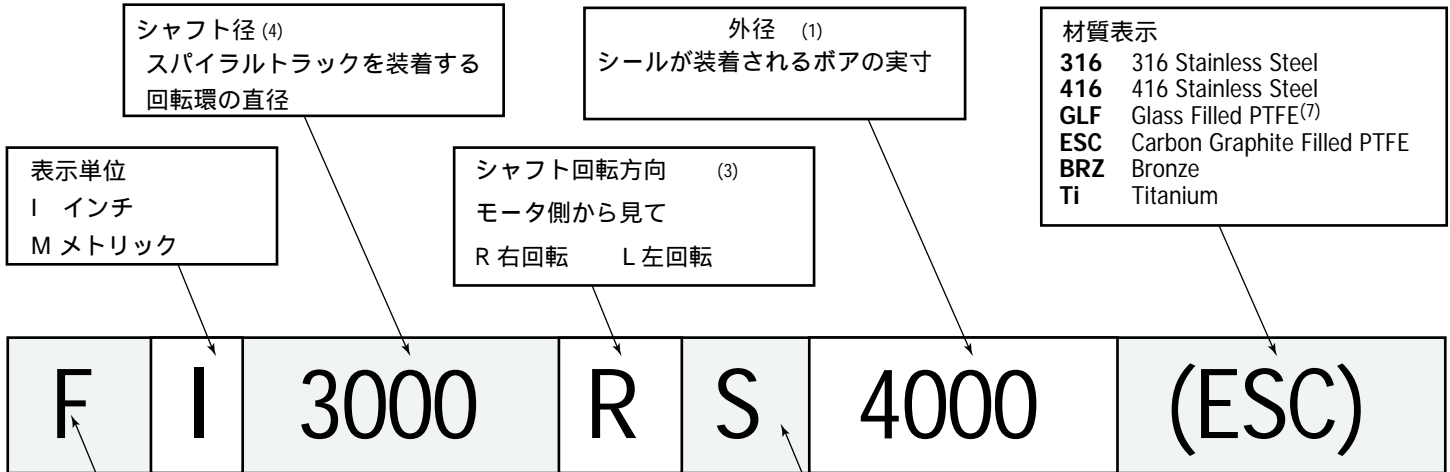 シャフト径 (4)
スパイラルトラックを装着する
回転環の直径
外径 (1)
シールが装着されるボアの実寸
材質表示
316 316 Stainless Steel
416 416 Stainless Steel
GLF Glass Filled PTFE(7)
ESC Carbon Graphite Filled PTFE
BRZ Bronze
Ti Titanium
表示単位
I インチ
M メトリック
シャフト回転方向 (3)
モータ側から見て
R 右回転 L 左回転
F I 3000 R S 4000 (ESC)